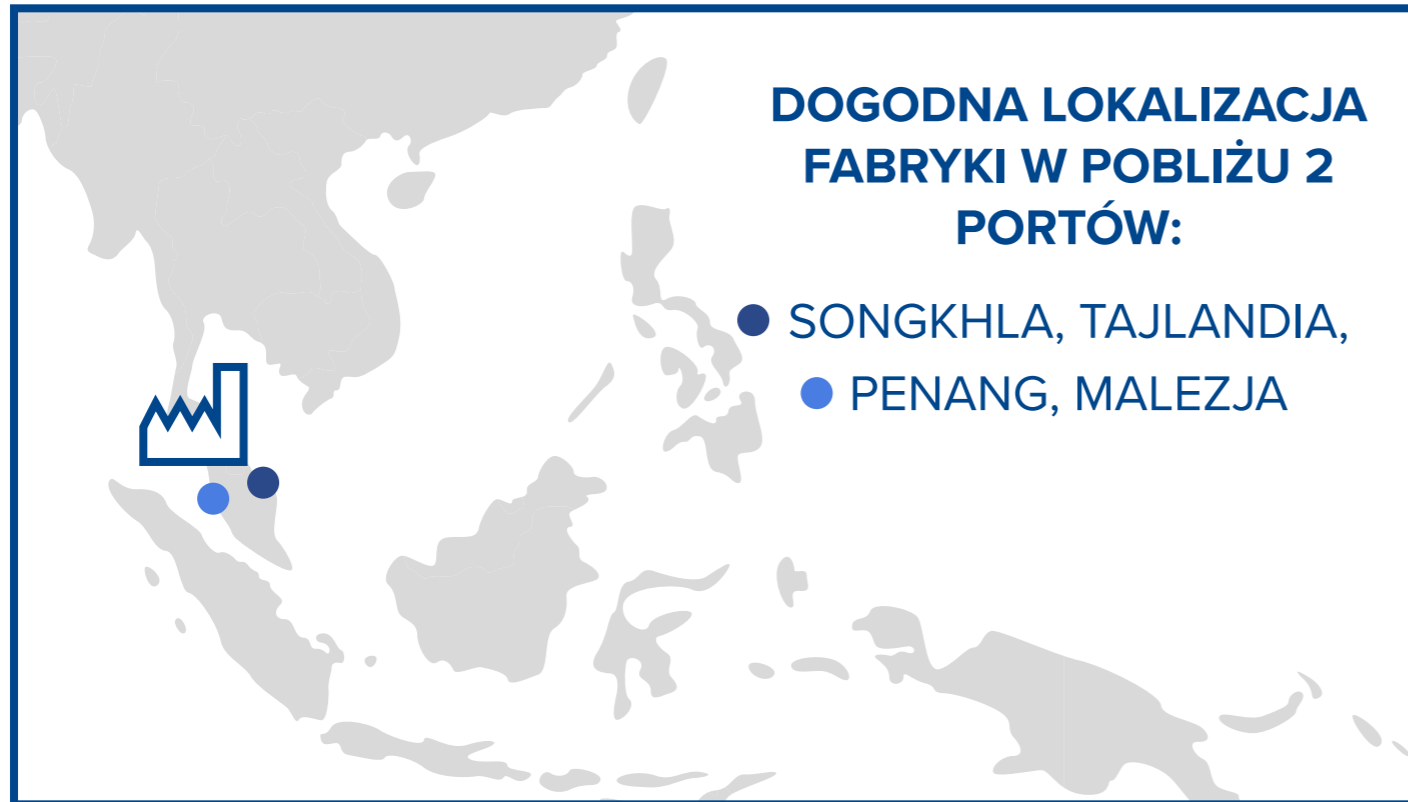 DOGODNA LOKALIZACJA
FABRYKI W POBLIŻU 2
PORTÓW:
SONGKHLA, TAJLANDIA,
PENANG, MALEZJA